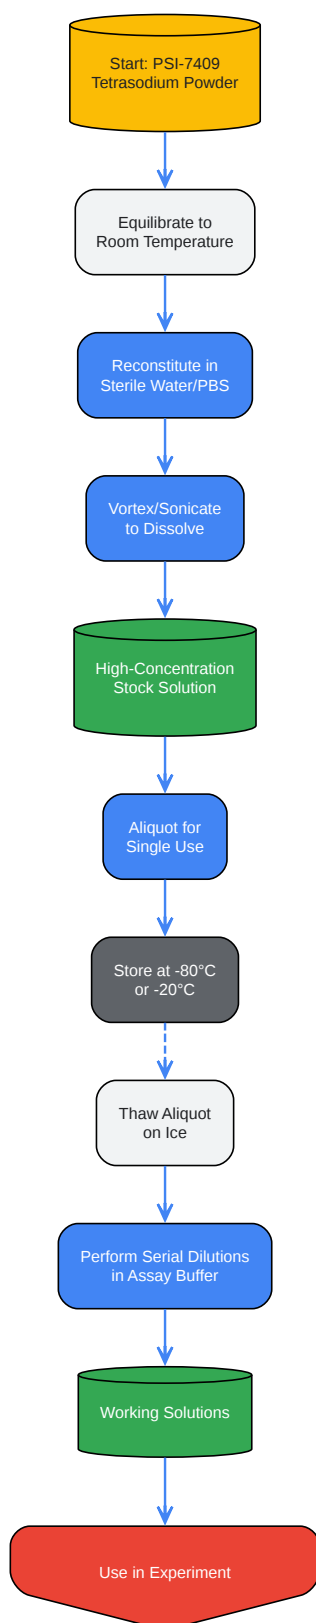 Start: PSI-7409
Tetrasodium Powder
Equilibrate to
Room Temperature
Reconstitute in
Sterile Water/PBS
Vortex/Sonicate
to Dissolve
High-Concentration
Stock Solution
Aliquot for
Single Use
Store at -80°C
or -20°C
Thaw Aliquot
on Ice
Perform Serial Dilutions
in Assay Buffer
Working Solutions
Use in Experiment